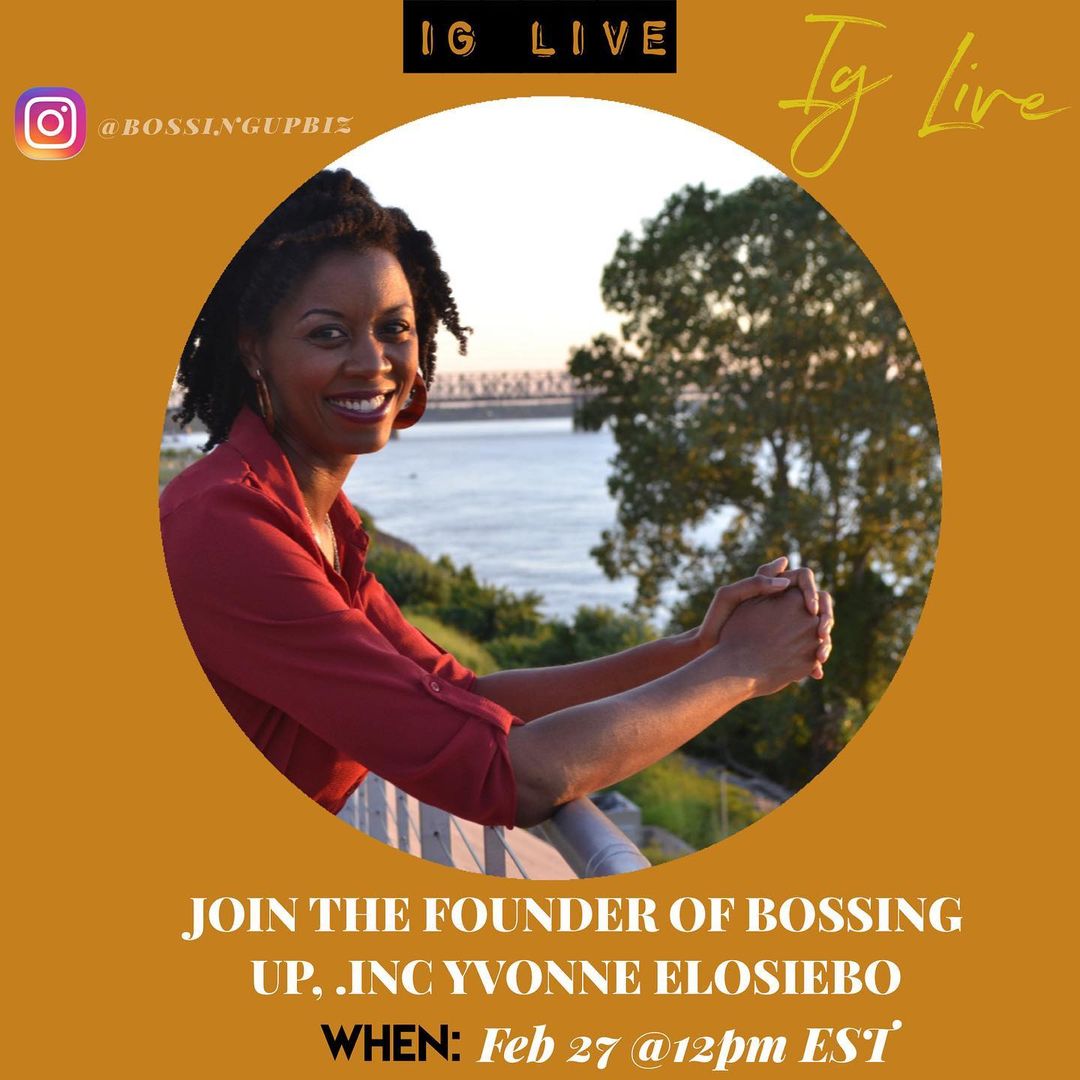 IG LIVE
Ig Live
@BOSSINGUPBIZ
JOIN THE FOUNDER OF BOSSING
UP, .INC YVONNE ELOSIEBO
WHEN: Feb 27 @12pm EST